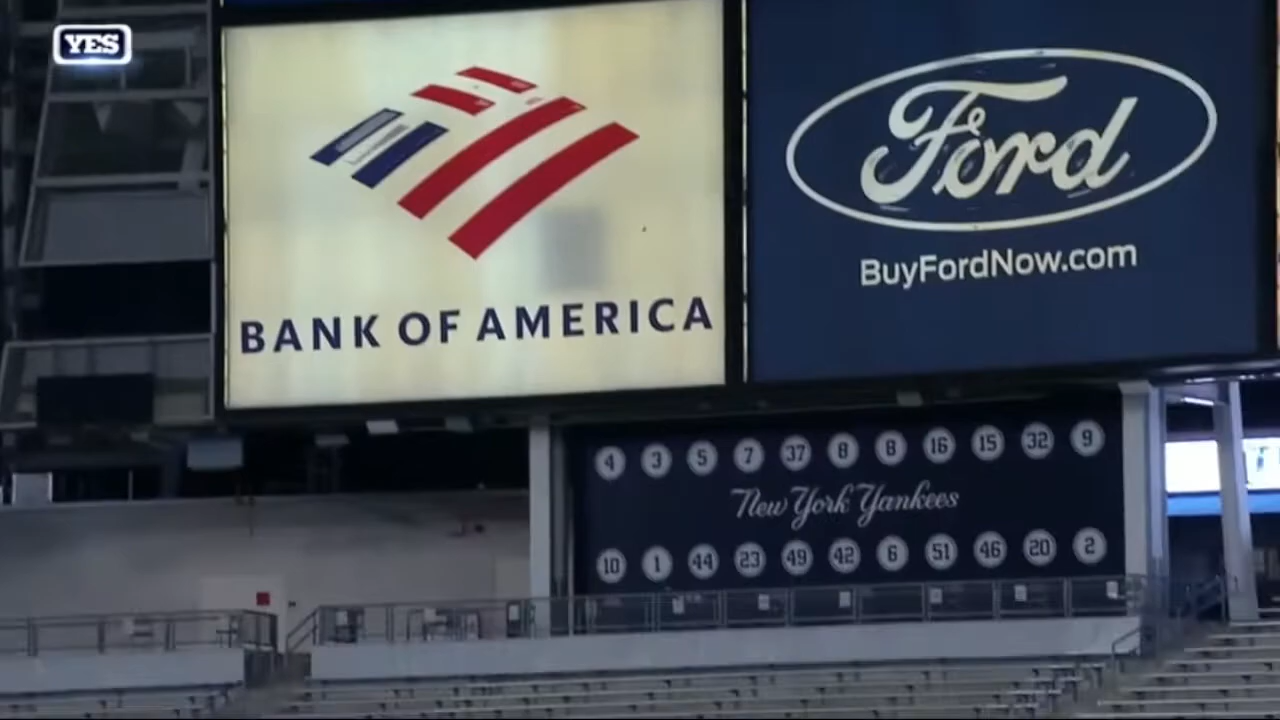 YES
BANK OF AMERICA
Ford
BuyFordNow.com
4 3 5 7 37 8 8 16 15 32 9
New York Yankees
10 1 44 23 49 42 6 51 46 20 2